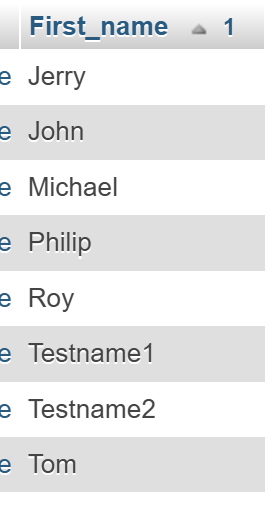 First_name 1
e Jerry
e John
e Michael
e Philip
e Roy
e Testname1
e Testname2
e Tom